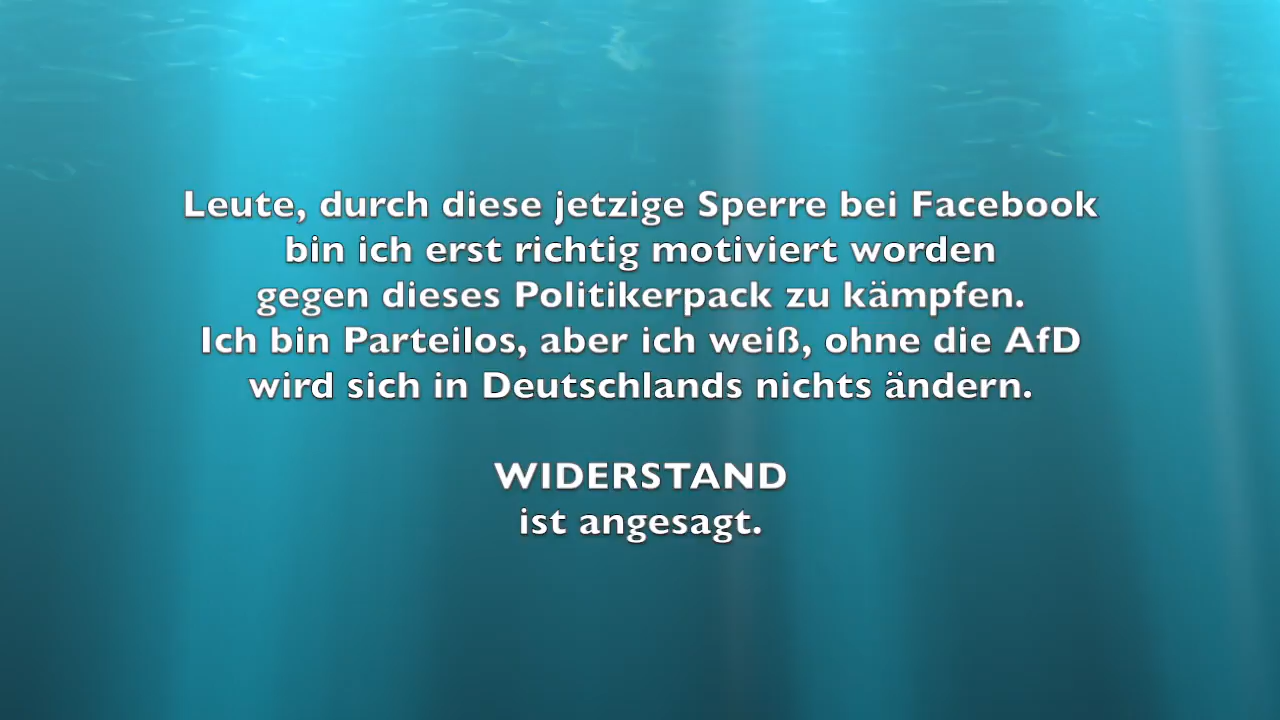 Leute, durch diese jetzige Sperre bei Facebook
bin ich erst richtig motiviert worden
gegen dieses Politikerpack zu kämpfen.
Ich bin Parteilos, aber ich weiß, ohne die AfD
wird sich in Deutschlands nichts ändern.
WIDERSTAND
ist angesagt.